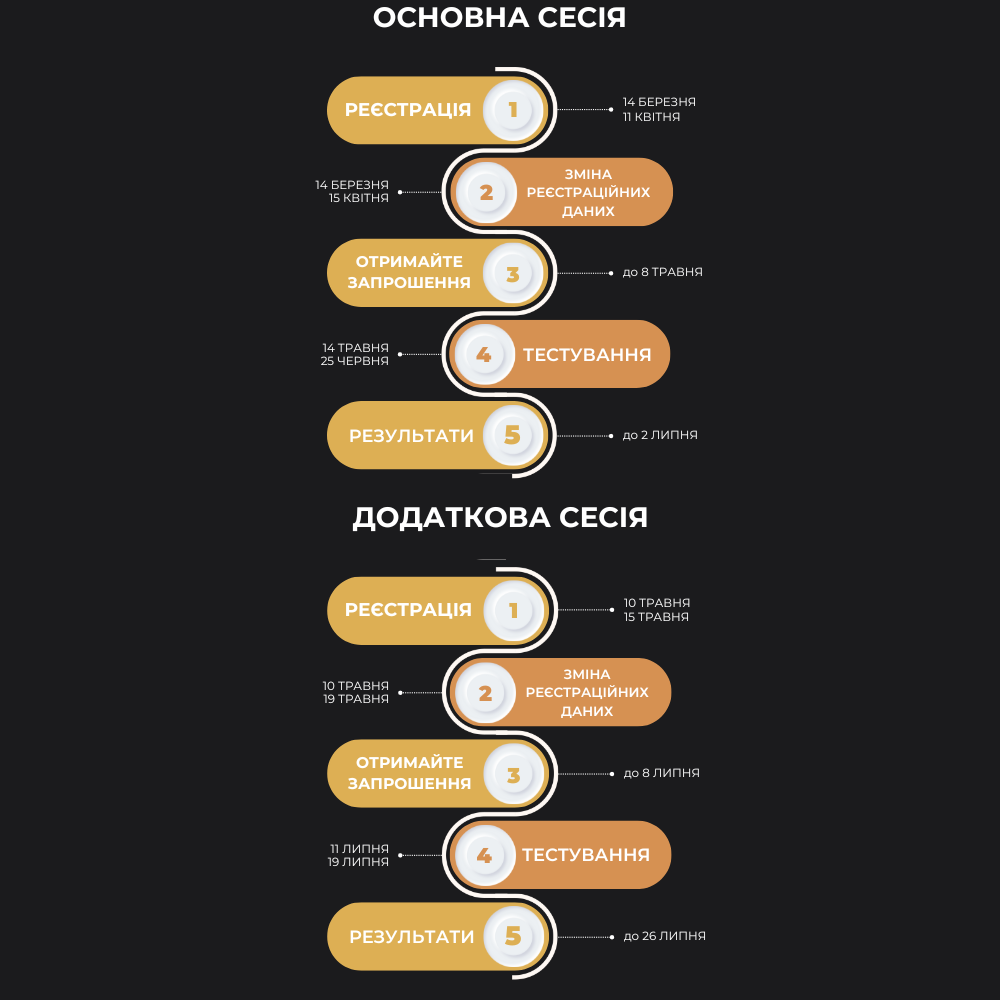 ОСНОВНА СЕСІЯ
РЕЄСТРАЦІЯ
1
14 БЕРЕЗНЯ
11 КВІТНЯ
14 БЕРЕЗНЯ
15 КВІТНЯ
2
ЗМІНА
РЕЄСТРАЦІЙНИХ
ДАНИХ
ОТРИМАЙТЕ
ЗАПРОШЕННЯ
3
до 8 ТРАВНЯ
14 ТРАВНЯ
25 ЧЕРВНЯ
4
ТЕСТУВАННЯ
РЕЗУЛЬТАТИ
5
до 2 ЛИПНЯ
ДОДАТКОВА СЕСІЯ
РЕЄСТРАЦІЯ
1
10 ТРАВНЯ
15 ТРАВНЯ
10 ТРАВНЯ
19 ТРАВНЯ
2
ЗМІНА
РЕЄСТРАЦІЙНИХ
ДАНИХ
ОТРИМАЙТЕ
ЗАПРОШЕННЯ
3
до 8 ЛИПНЯ
11 ЛИПНЯ
19 ЛИПНЯ
4
ТЕСТУВАННЯ
РЕЗУЛЬТАТИ
5
до 26 ЛИПНЯ